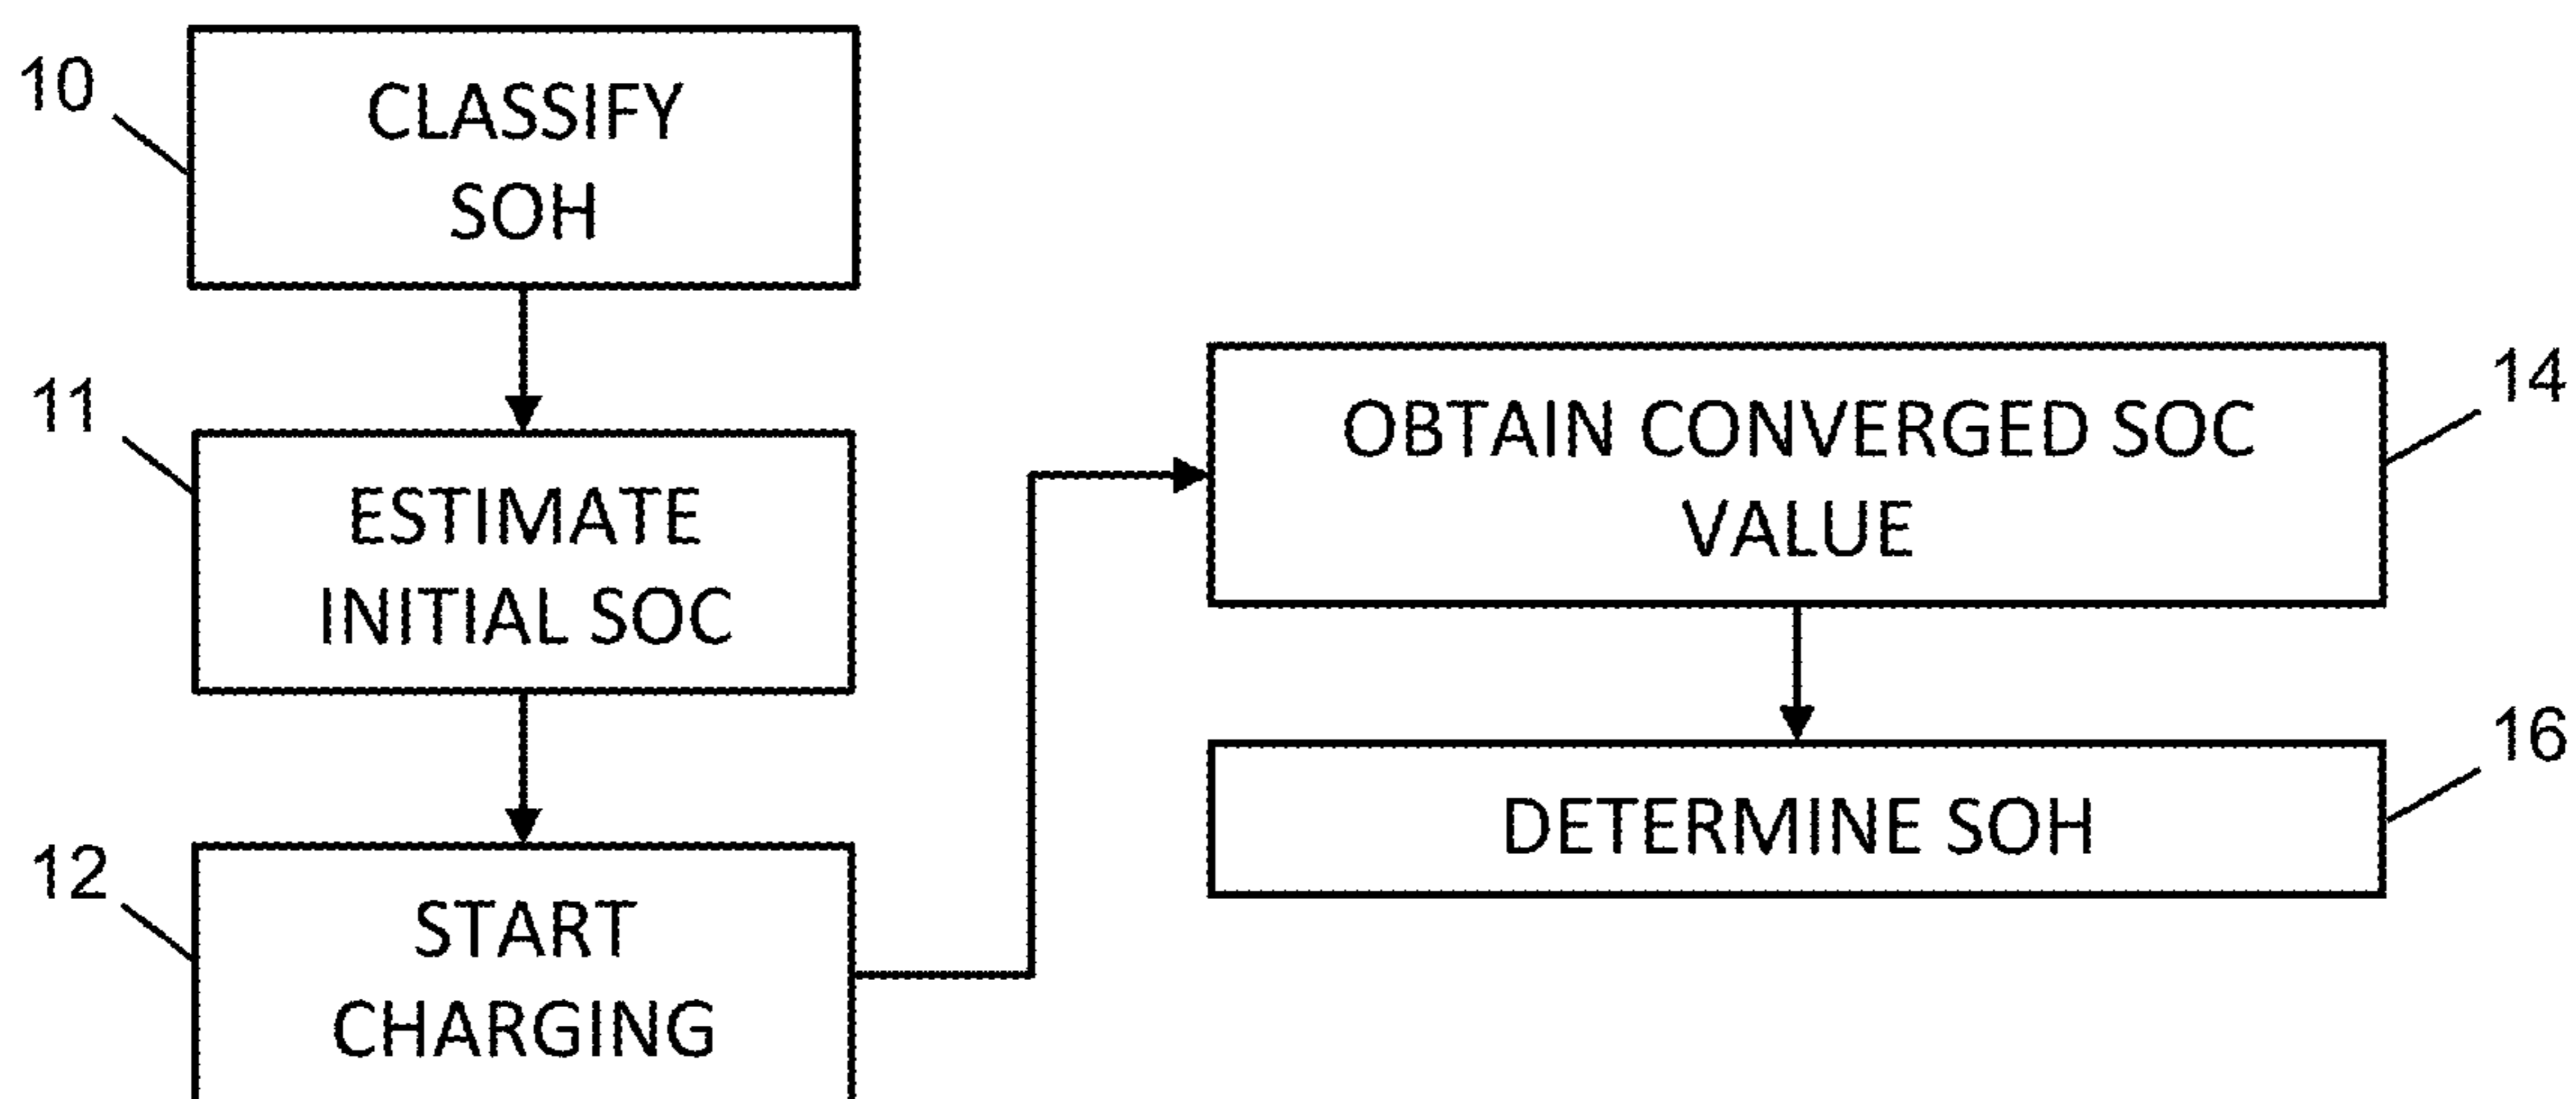 10
CLASSIFY
SOH
11
ESTIMATE
INITIAL SOC
12
START
CHARGING
14
OBTAIN CONVERGED SOC
VALUE
16
DETERMINE SOH